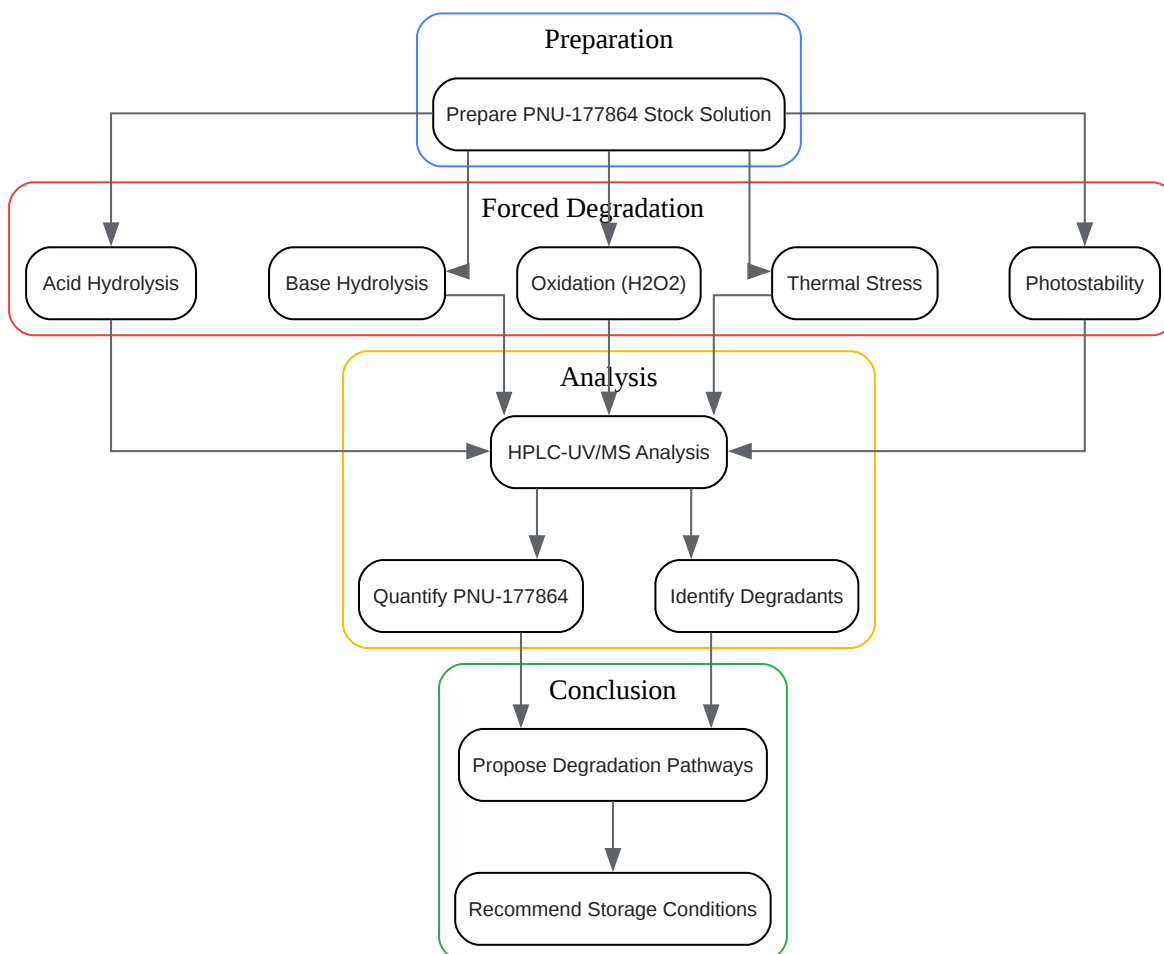 Preparation
Prepare PNU-177864 Stock Solution
Forced Degradation
Acid Hydrolysis
Base Hydrolysis
Oxidation (H2O2)
Thermal Stress
Photostability
Analysis
HPLC-UV/MS Analysis
Quantify PNU-177864
Identify Degradants
Conclusion
Propose Degradation Pathways
Recommend Storage Conditions